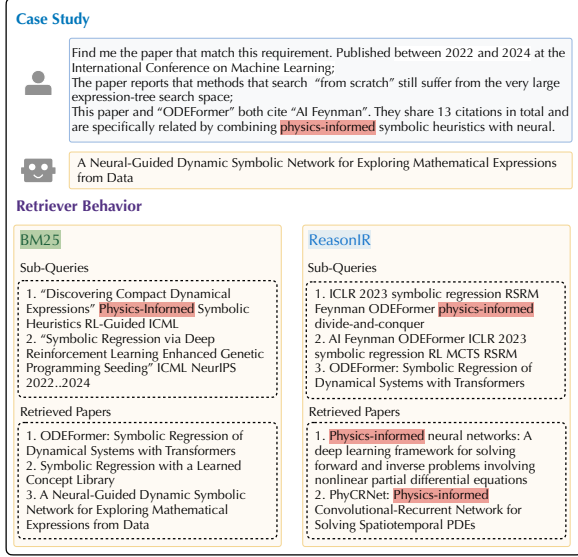 Case Study
Find me the paper that match this requirement. Published between 2022 and 2024 at the
International Conference on Machine Learning;
The paper reports that methods that search “from scratch” still suffer from the very large
expression-tree search space;
This paper and “ODEFormer” both cite “AI Feynman”. They share 13 citations in total and
are specifically related by combining physics-informed symbolic heuristics with neural.
A Neural-Guided Dynamic Symbolic Network for Exploring Mathematical Expressions
from Data
Retriever Behavior
BM25
Sub-Queries
1. “Discovering Compact Dynamical
Expressions” Physics-Informed Symbolic
Heuristics RL-Guided ICML
2. “Symbolic Regression via Deep
Reinforcement Learning Enhanced Genetic
Programming Seeding” ICML NeurIPS
2022..2024
Retrieved Papers
1. ODEFormer: Symbolic Regression of
Dynamical Systems with Transformers
2. Symbolic Regression with a Learned
Concept Library
3. A Neural-Guided Dynamic Symbolic
Network for Exploring Mathematical
Expressions from Data
ReasonIR
Sub-Queries
1. ICLR 2023 symbolic regression RSRM
Feynman ODEFormer physics-informed
divide-and-conquer
2. AI Feynman ODEFormer ICLR 2023
symbolic regression RL MCTS RSRM
3. ODEFormer: Symbolic Regression of
Dynamical Systems with Transformers
Retrieved Papers
1. Physics-informed neural networks: A
deep learning framework for solving
forward and inverse problems involving
nonlinear partial differential equations
2. PhyCRNet: Physics-informed
Convolutional-Recurrent Network for
Solving Spatiotemporal PDEs